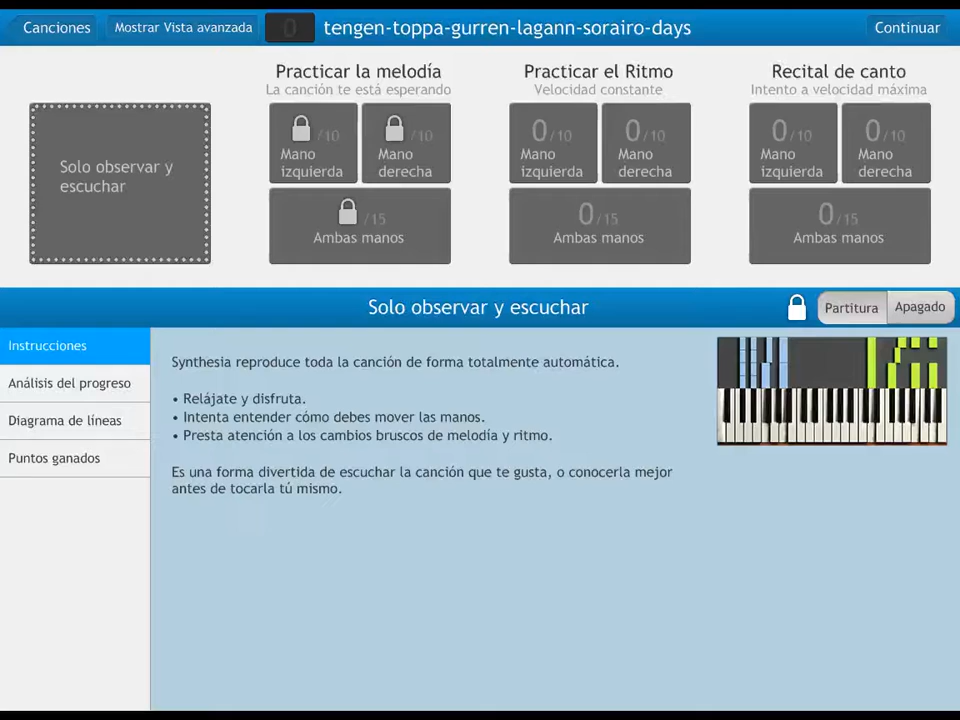 Canciones
Mostrar Vista avanzada
0
tengen-toppa-gurren-lagann-sorairo-days
Continuar
Solo observar y
escuchar
Practicar la melodía
La canción te está esperando
/10
Mano
izquierda
/10
Mano
derecha
/15
Ambas manos
Practicar el Ritmo
Velocidad constante
0/10
Mano
izquierda
0/10
Mano
derecha
0/15
Ambas manos
Recital de canto
Intento a velocidad máxima
0/10
Mano
izquierda
0/10
Mano
derecha
0/15
Ambas manos
Solo observar y escuchar
Partitura
Apagado
Instrucciones
Análisis del progreso
Diagrama de líneas
Puntos ganados
Synthesia reproduce toda la canción de forma totalmente automática.
• Relájate y disfruta.
• Intenta entender cómo debes mover las manos.
• Presta atención a los cambios bruscos de melodía y ritmo.
Es una forma divertida de escuchar la canción que te gusta, o conocerla mejor
antes de tocarla tú mismo.